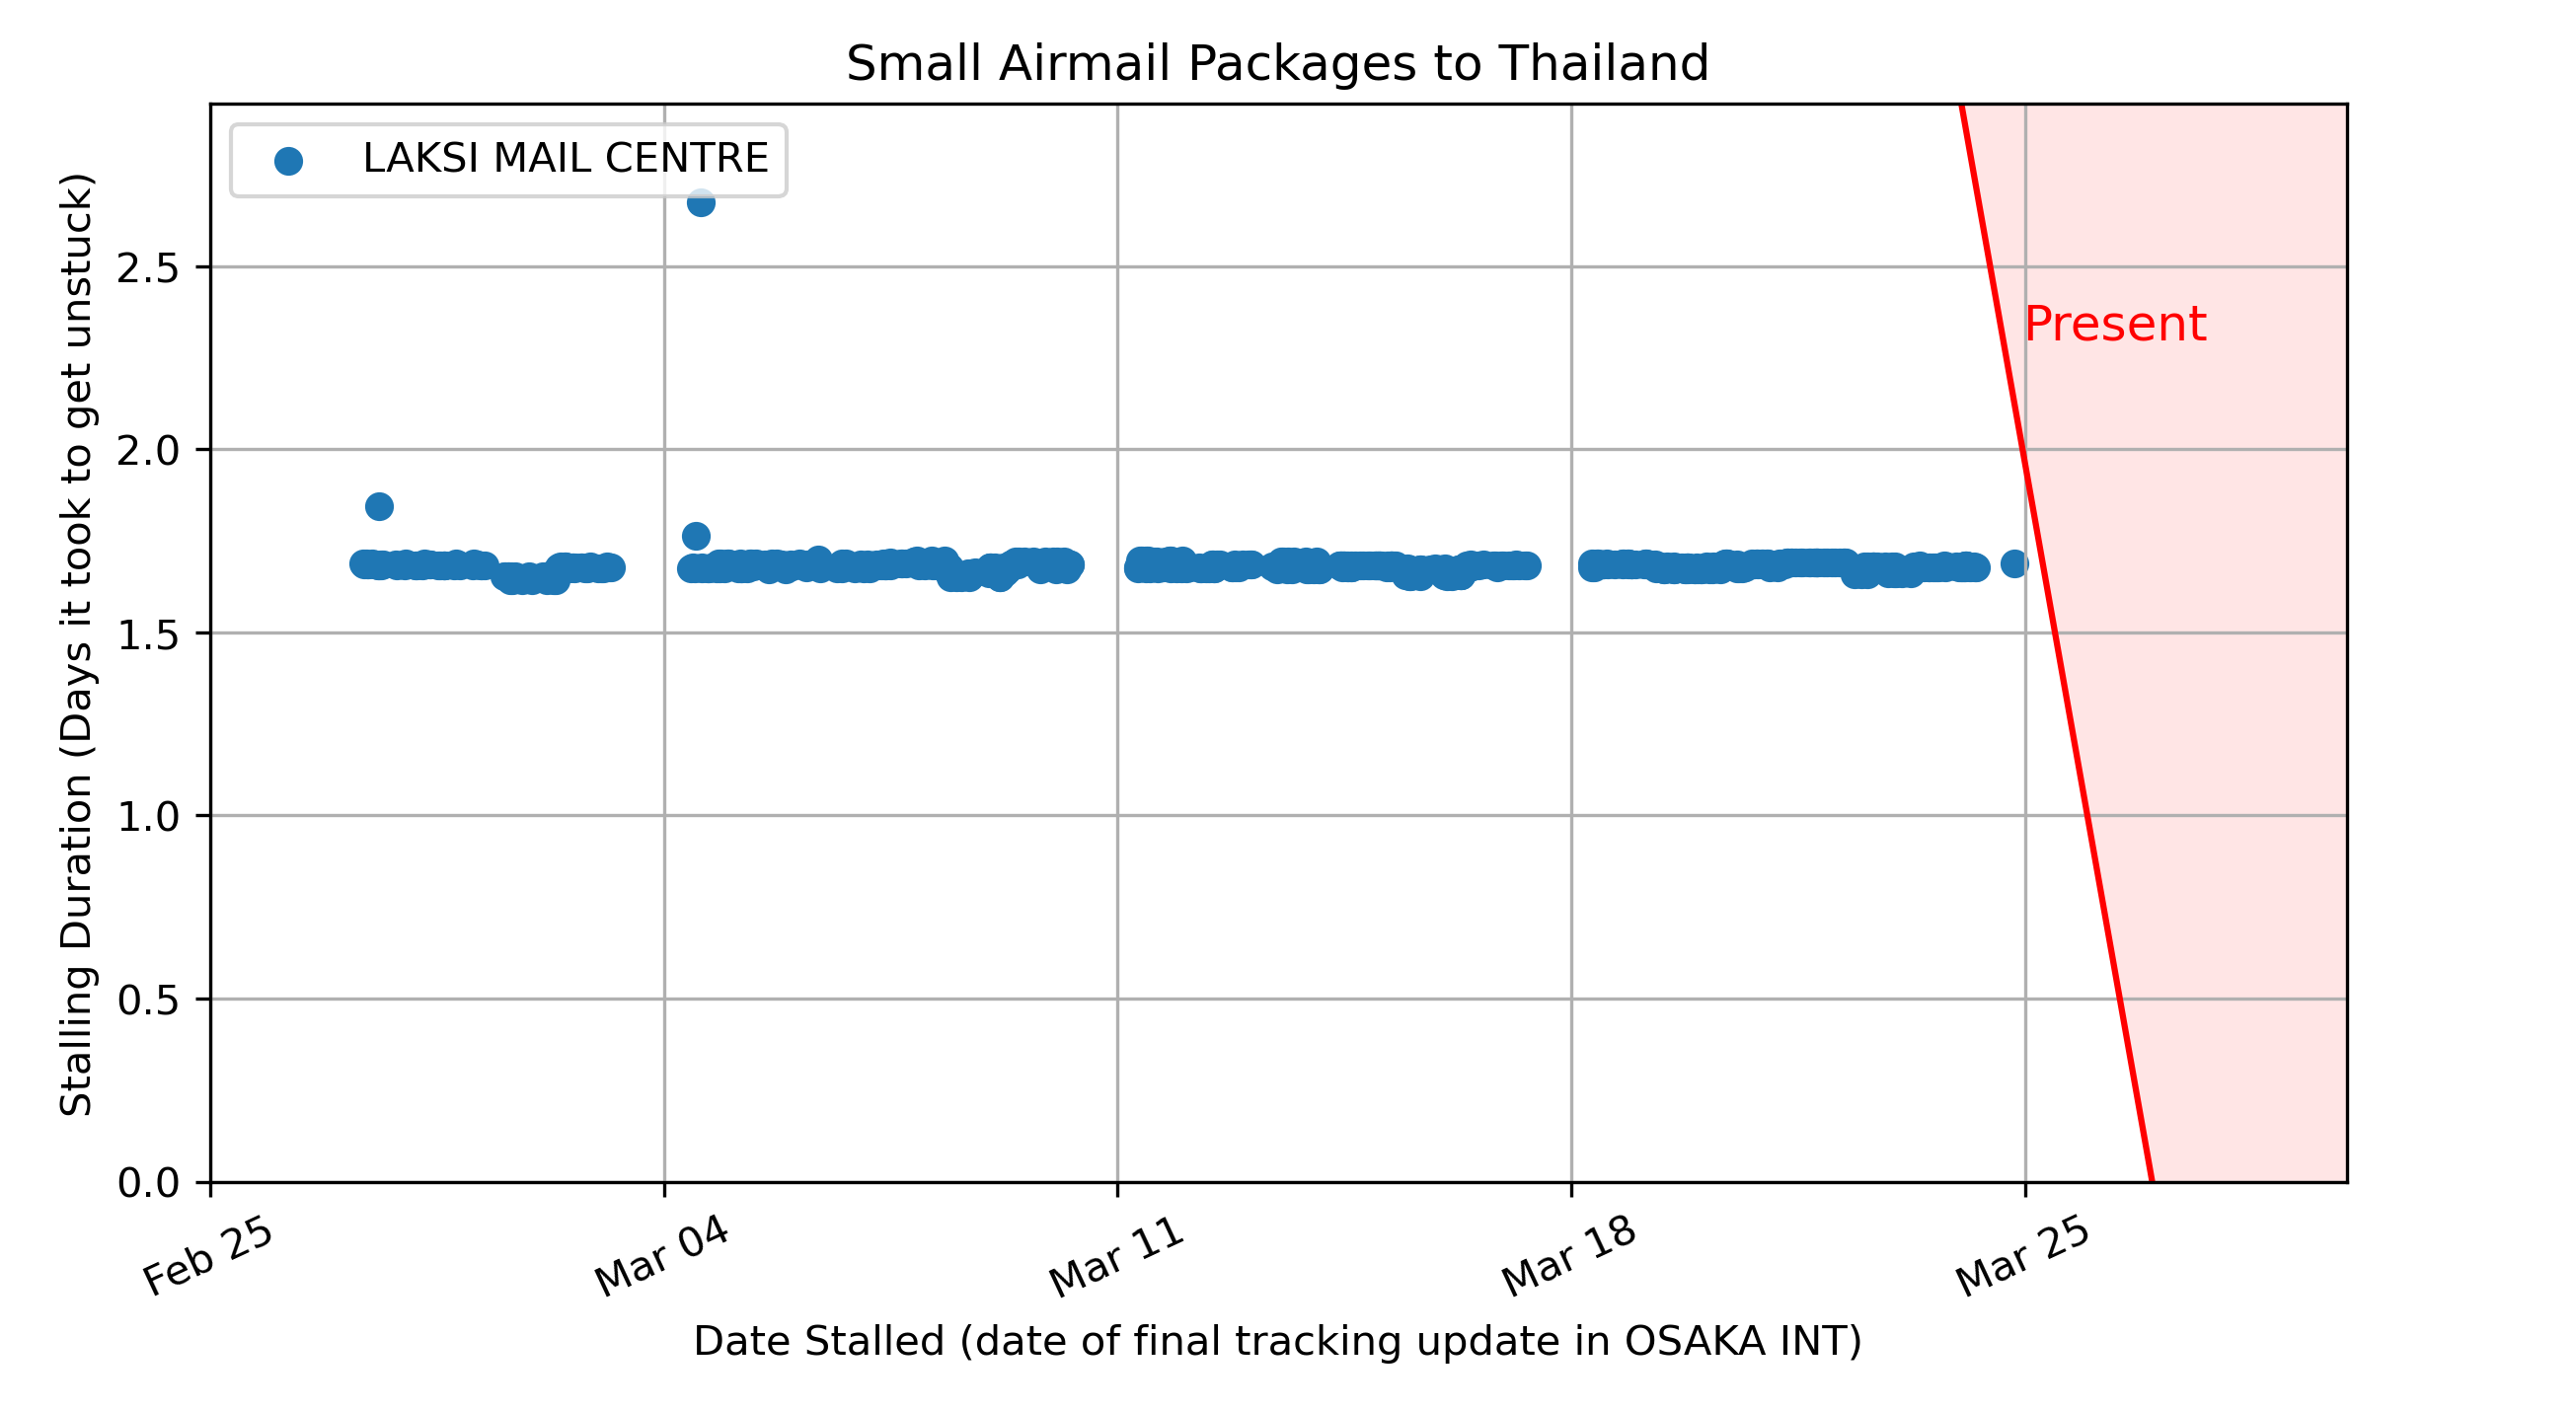 Small Airmail Packages to Thailand
LAKSI MAIL CENTRE
Present
Stalling Duration (Days it took to get unstuck)
2.5
2.0
1.5
1.0
0.5
0.0
Feb 25
Mar 04
Mar 11
Mar 18
Mar 25
Date Stalled (date of final tracking update in OSAKA INT)